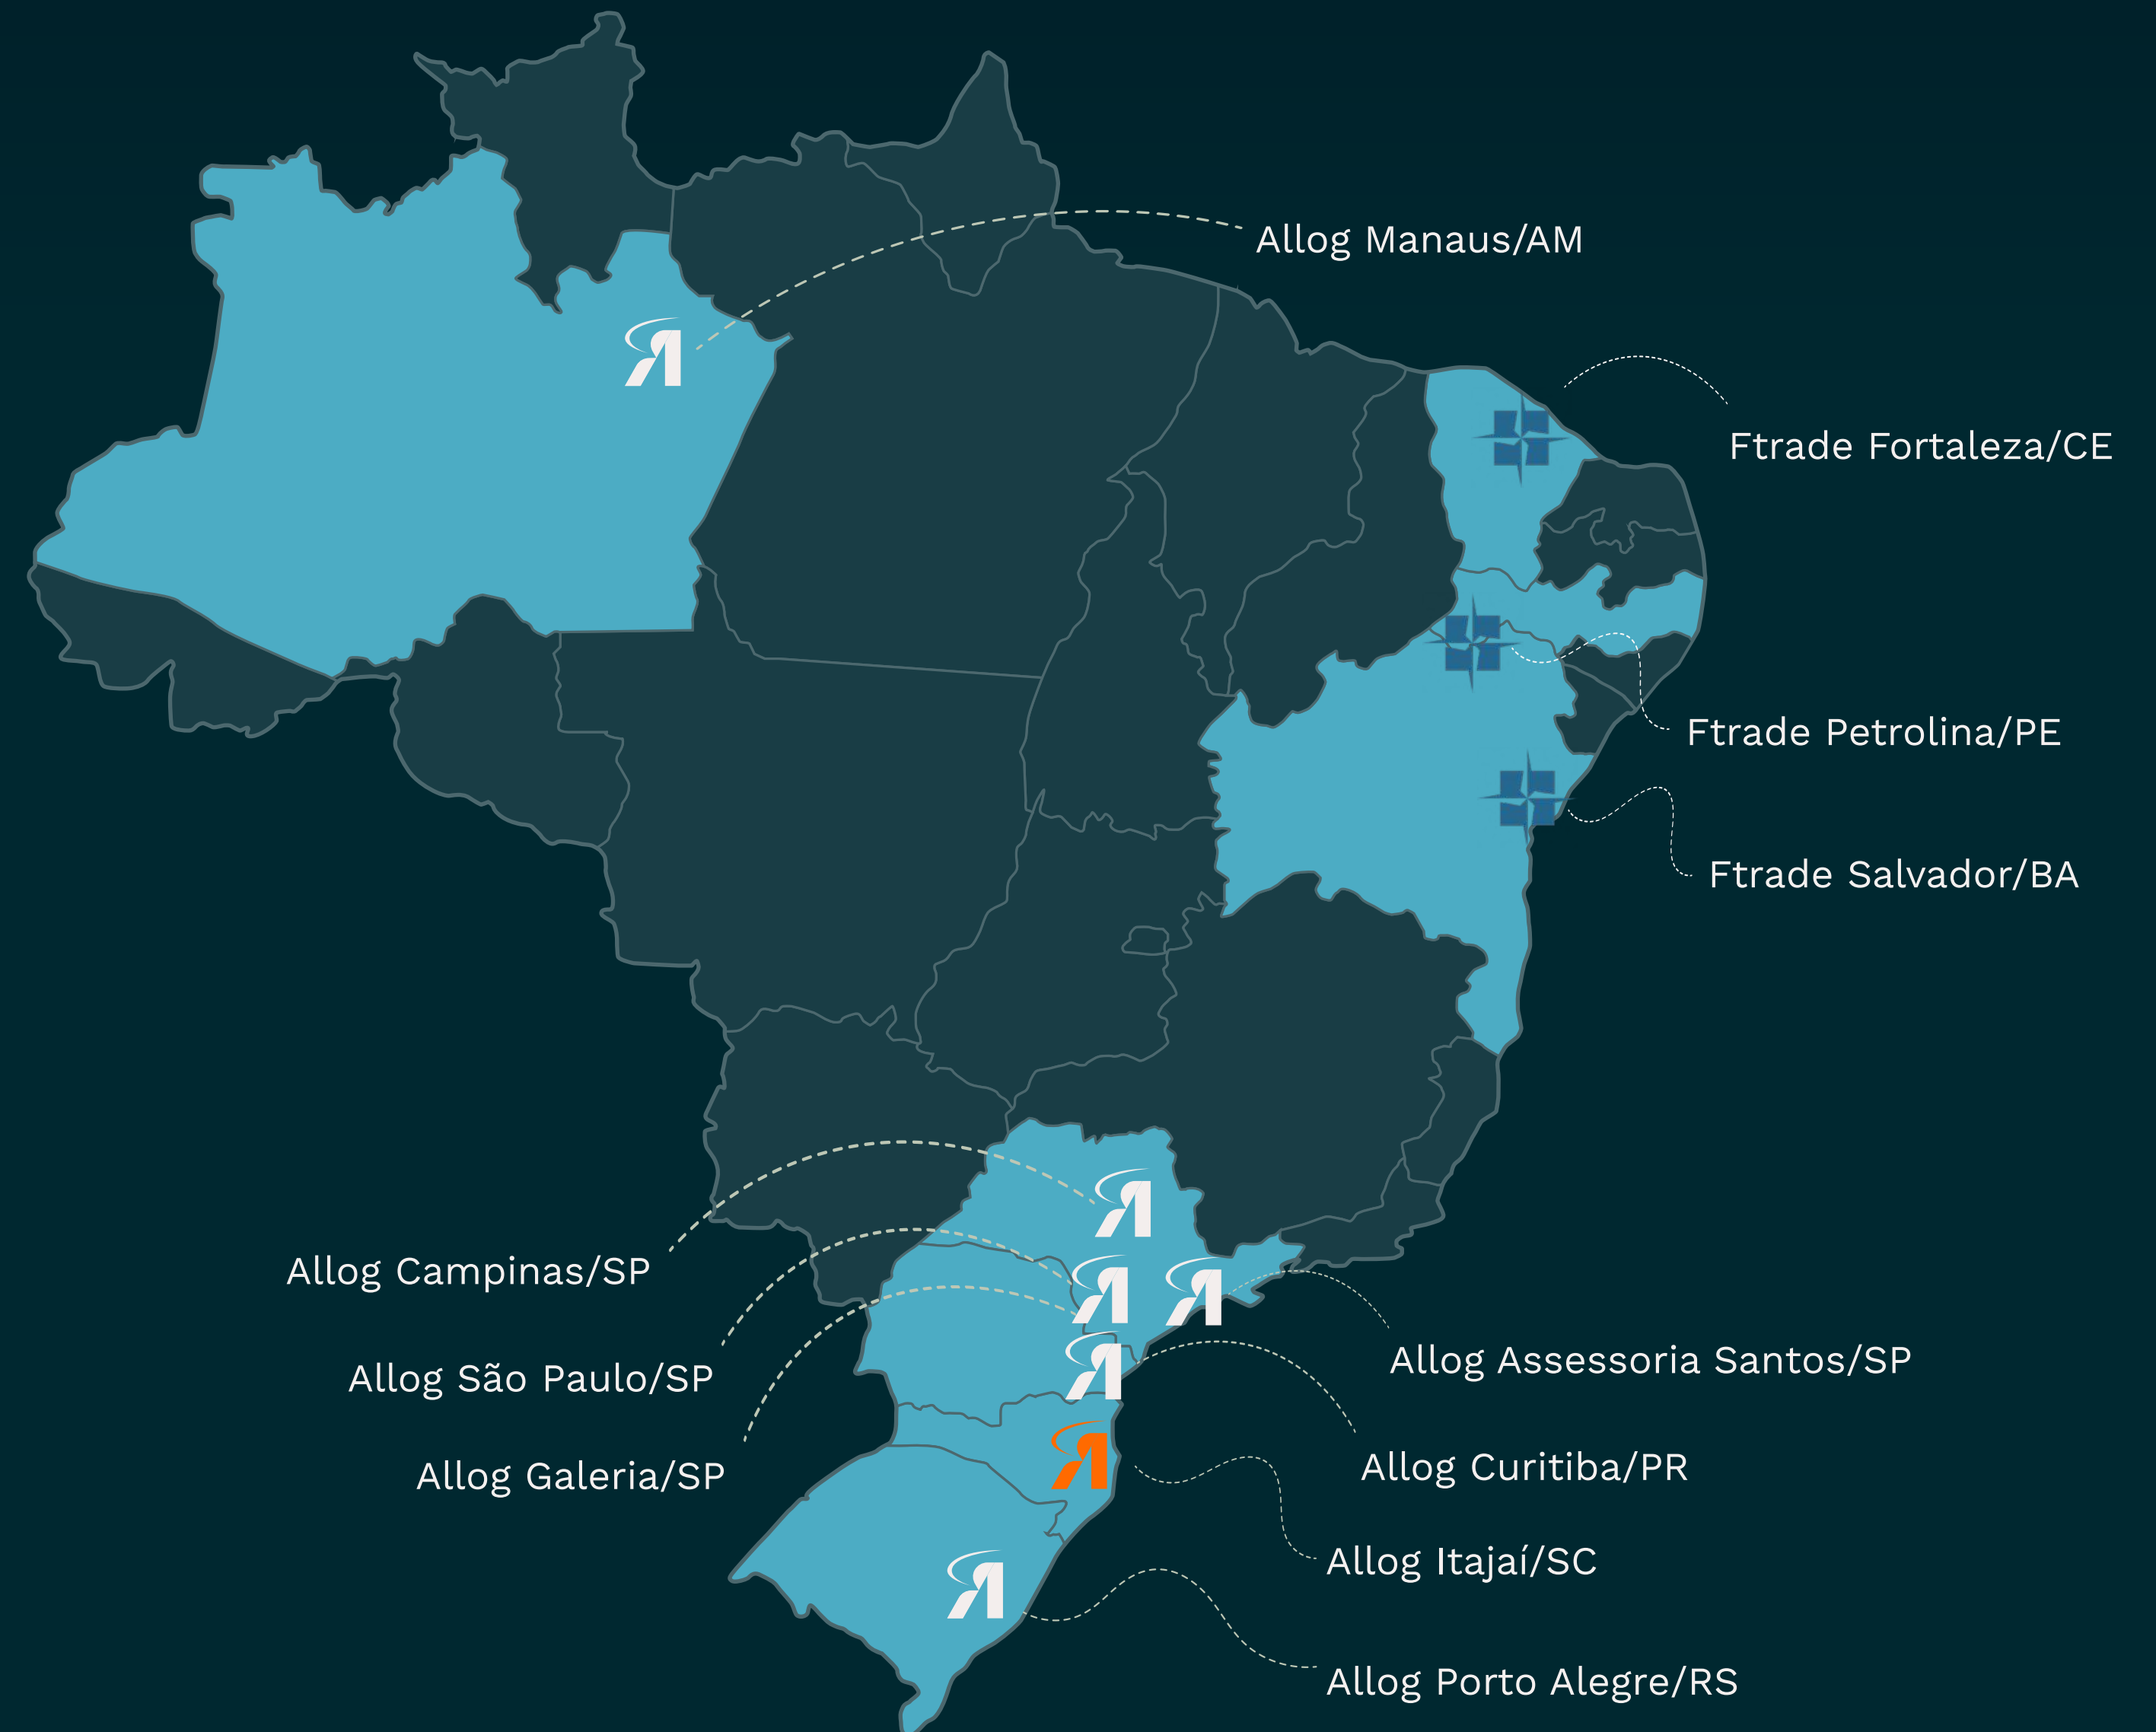 Allog Manaus/AM
Ftrade Fortaleza/CE
Ftrade Petrolina/PE
Ftrade Salvador/BA
Allog Campinas/SP
Allog São Paulo/SP
Allog Galeria/SP
Allog Assessoria Santos/SP
Allog Curitiba/PR
Allog Itajaí/SC
Allog Porto Alegre/RS